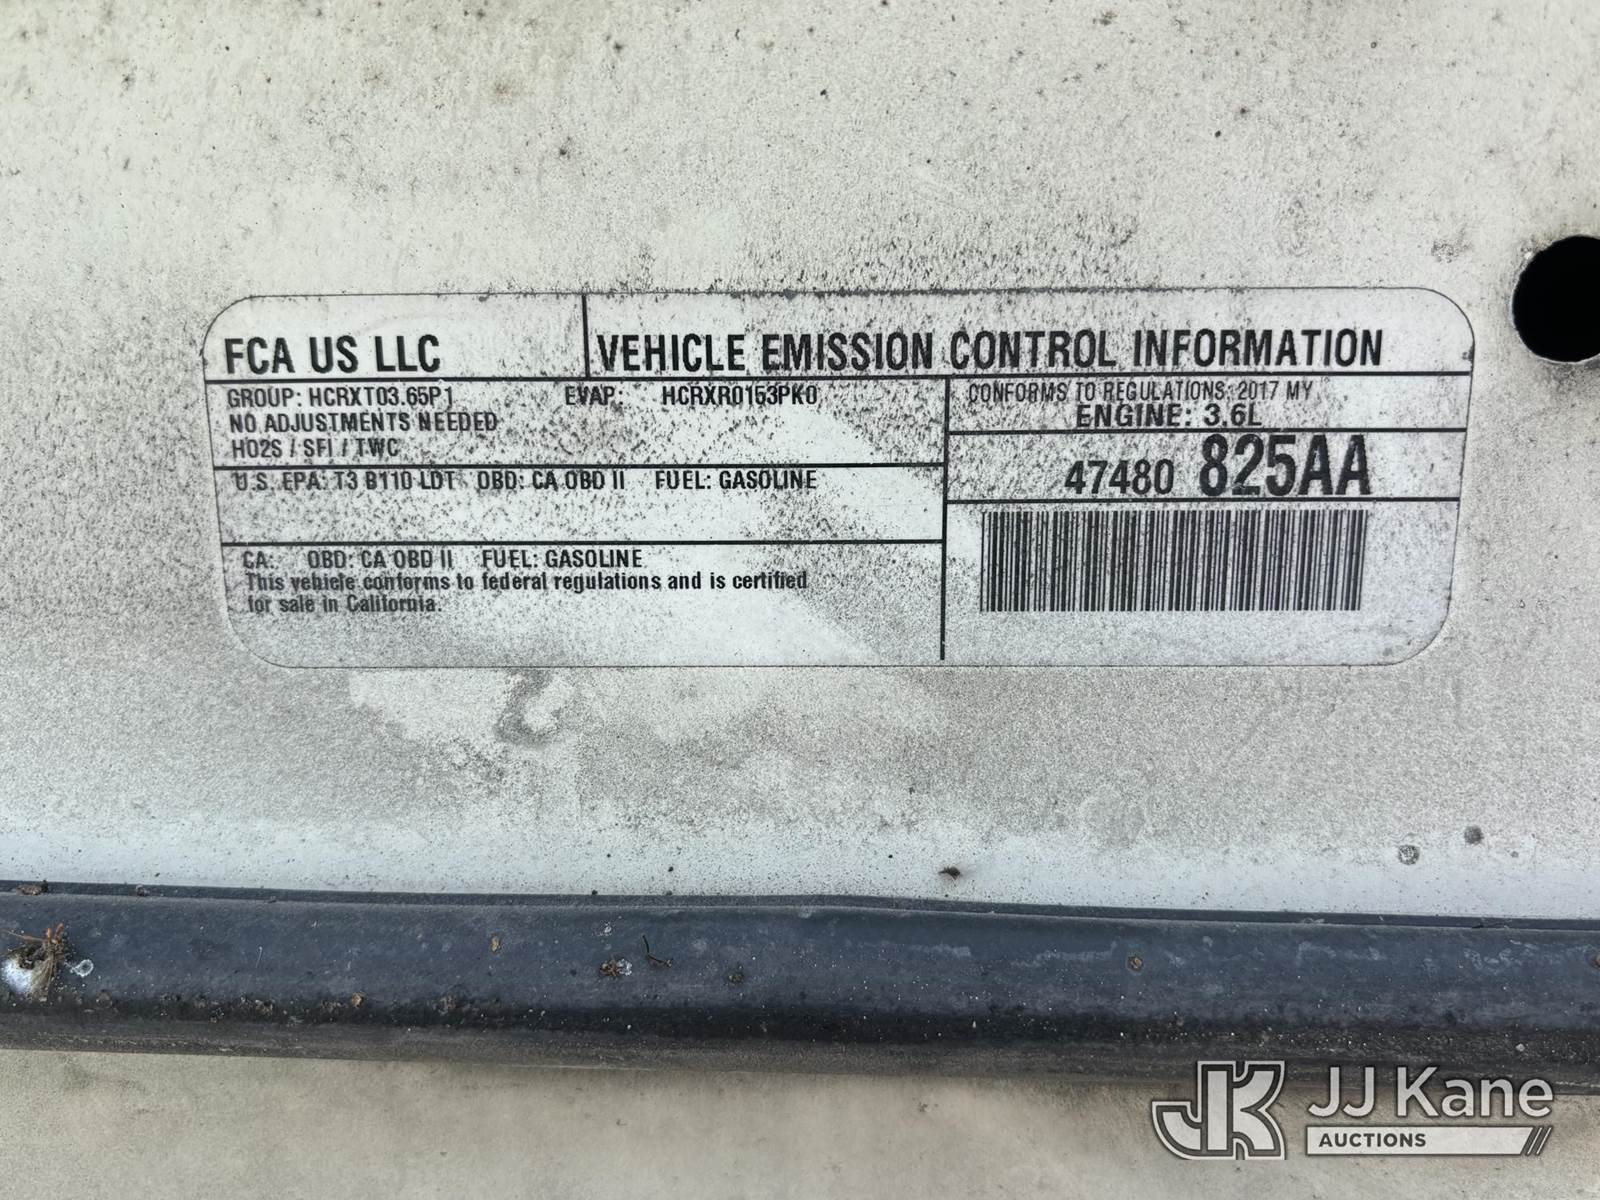 FCA US LLC
VEHICLE EMISSION CONTROL INFORMATION
GROUP: HCRXT03.65P1 EVAP: HCRXR0153PK0
NO ADJUSTMENTS NEEDED
HO2S / SFI / TWC
U.S. EPA: T3 B110 LDT OBD: CA OBD II FUEL: GASOLINE
CA: OBD: CA OBD II FUEL: GASOLINE
This vehicle conforms to federal regulations and is certified
for sale in California.
CONFORMS TO REGULATIONS: 2017 MY
ENGINE: 3.6L
47480 825AA
JK JJ Kane
AUCTIONS